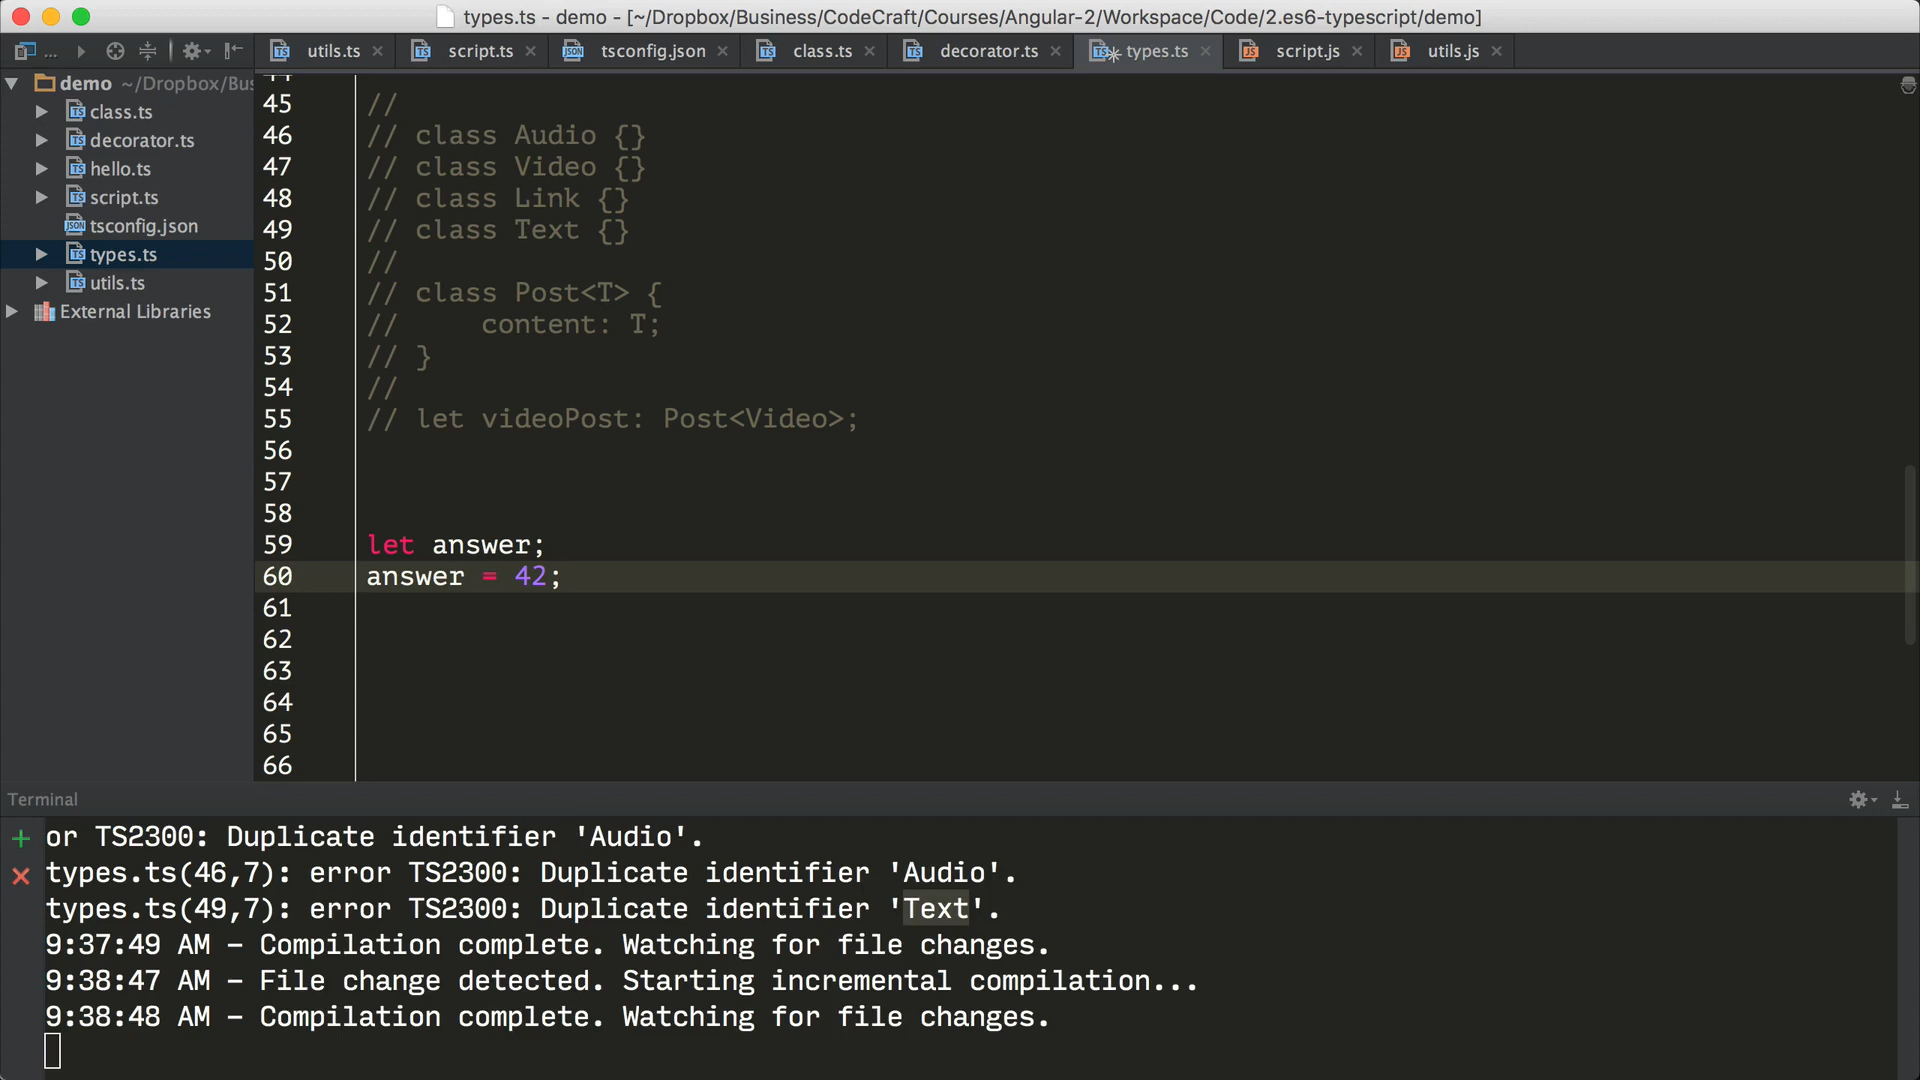 types.ts - demo - [~/Dropbox/Business/CodeCraft/Courses/Angular-2/Workspace/Code/2.es6-typescript/demo]
... utils.ts script.ts tsconfig.json class.ts decorator.ts types.ts script.js utils.js
demo ~/Dropbox/Bus
class.ts
decorator.ts
hello.ts
script.ts
tsconfig.json
types.ts
utils.ts
External Libraries
45 //
46 // class Audio {}
47 // class Video {}
48 // class Link {}
49 // class Text {}
50 //
51 // class Post<T> {
52 //     content: T;
53 // }
54 //
55 // let videoPost: Post<Video>;
56
57
58
59 let answer;
60 answer = 42;
61
62
63
64
65
66
Terminal
or TS2300: Duplicate identifier 'Audio'.
types.ts(46,7): error TS2300: Duplicate identifier 'Audio'.
types.ts(49,7): error TS2300: Duplicate identifier 'Text'.
9:37:49 AM – Compilation complete. Watching for file changes.
9:38:47 AM – File change detected. Starting incremental compilation...
9:38:48 AM – Compilation complete. Watching for file changes.